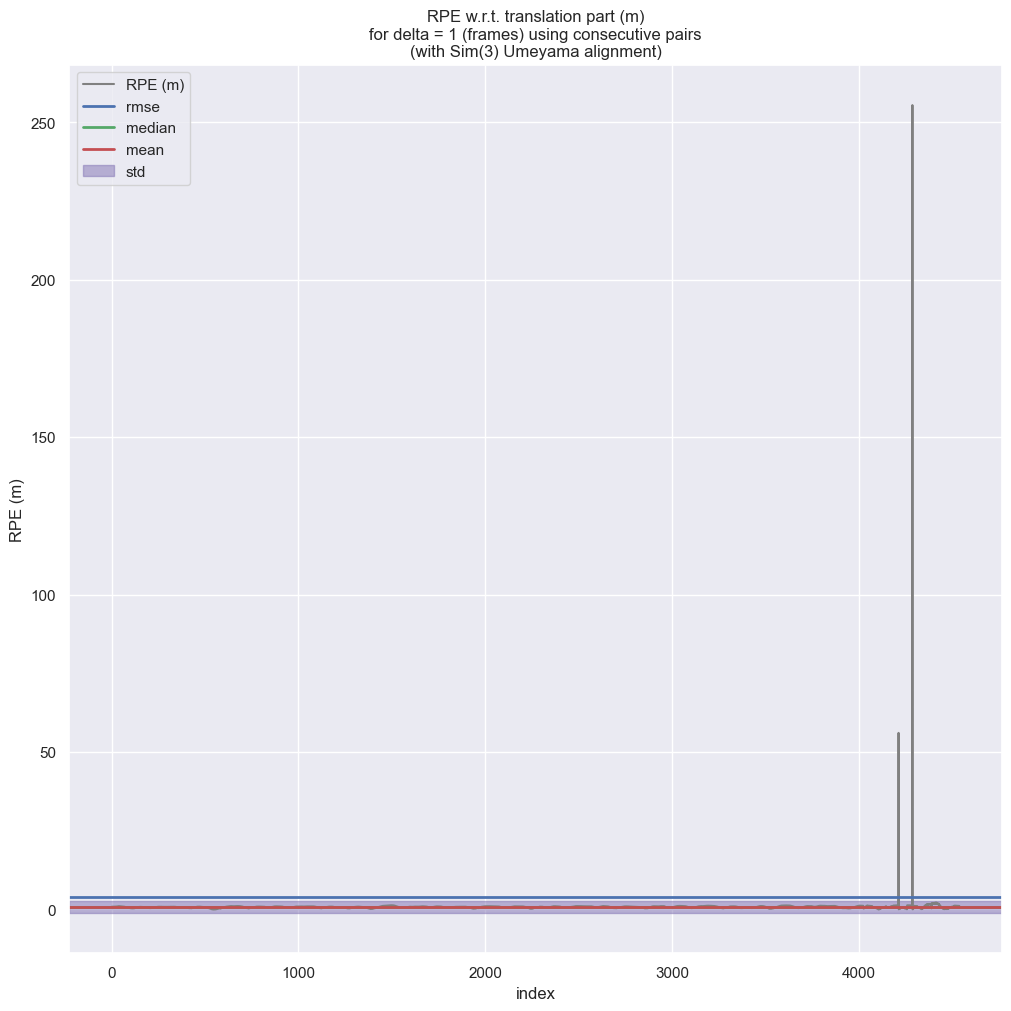 RPE w.r.t. translation part (m)
for delta = 1 (frames) using consecutive pairs
(with Sim(3) Umeyama alignment)
RPE (m)
rmse
median
mean
std
250
200
150
100
50
0
RPE (m)
0
1000
2000
3000
4000
index